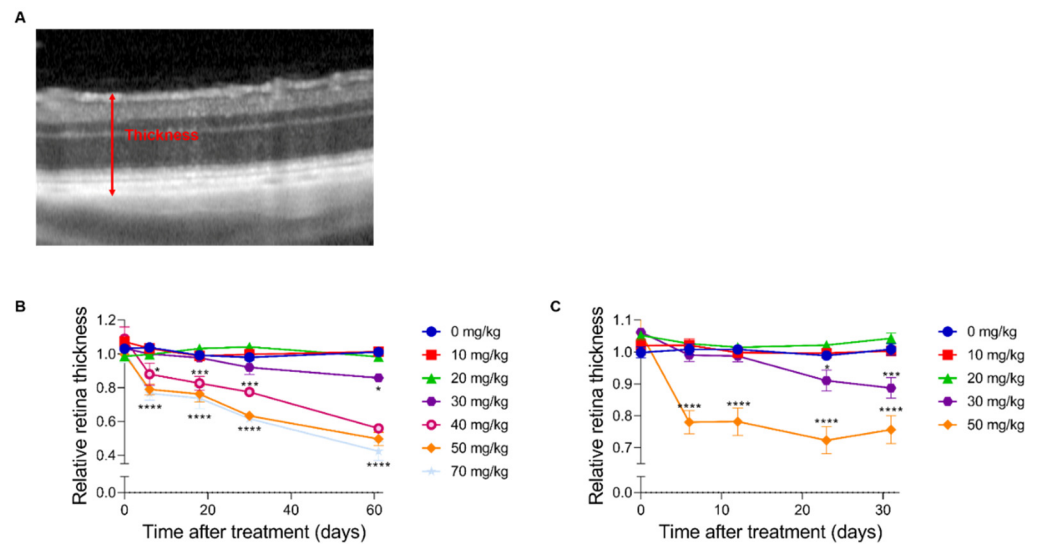 A
Thickness
B
Relative retina thickness
1.2
1.0
0.8
0.6
0.4
0.0
0
20
40
60
Time after treatment (days)
*
***
***
*
****
****
****
****
0 mg/kg
10 mg/kg
20 mg/kg
30 mg/kg
40 mg/kg
50 mg/kg
70 mg/kg
C
Relative retina thickness
1.1
1.0
0.9
0.8
0.7
0.0
0
10
20
30
Time after treatment (days)
*
***
****
****
****
****
0 mg/kg
10 mg/kg
20 mg/kg
30 mg/kg
50 mg/kg